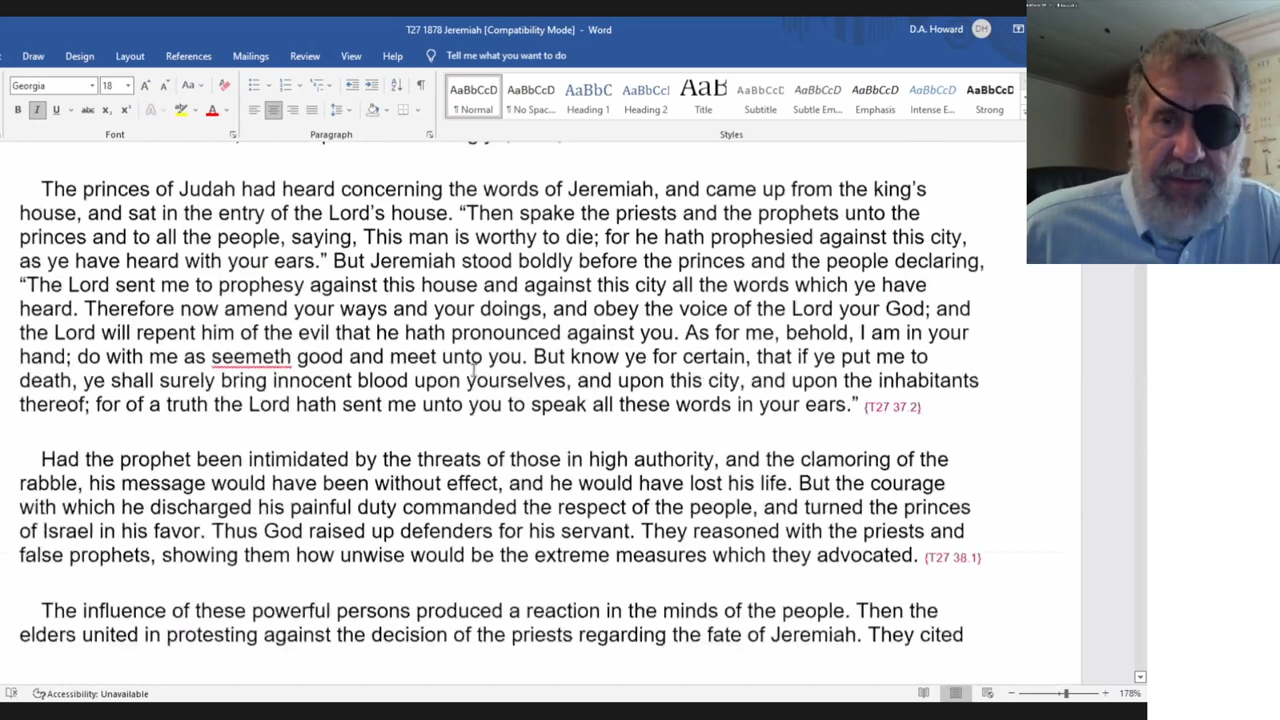 T27 1878 Jeremiah [Compatibility Mode] - Word
D.A. Howard DH
Draw Design Layout References Mailings Review View Help Tell me what you want to do
Georgia 18 Aa
AaBbCcD AaBbCcD AaBbC AaBbCc AaB AaBbCcD AaBbCcD AaBbCcD AaBbCcD AaBbCcD
B I U abc x₂ x² A A
¶ Normal ¶ No Spac... Heading 1 Heading 2 Title Subtitle Subtle Em... Emphasis Intense E... Strong
Font Paragraph Styles
The princes of Judah had heard concerning the words of Jeremiah, and came up from the king’s
house, and sat in the entry of the Lord’s house. “Then spake the priests and the prophets unto the
princes and to all the people, saying, This man is worthy to die; for he hath prophesied against this city,
as ye have heard with your ears.” But Jeremiah stood boldly before the princes and the people declaring,
“The Lord sent me to prophesy against this house and against this city all the words which ye have
heard. Therefore now amend your ways and your doings, and obey the voice of the Lord your God; and
the Lord will repent him of the evil that he hath pronounced against you. As for me, behold, I am in your
hand; do with me as seemeth good and meet unto you. But know ye for certain, that if ye put me to
death, ye shall surely bring innocent blood upon yourselves, and upon this city, and upon the inhabitants
thereof; for of a truth the Lord hath sent me unto you to speak all these words in your ears.” {T27 37.2}
Had the prophet been intimidated by the threats of those in high authority, and the clamoring of the
rabble, his message would have been without effect, and he would have lost his life. But the courage
with which he discharged his painful duty commanded the respect of the people, and turned the princes
of Israel in his favor. Thus God raised up defenders for his servant. They reasoned with the priests and
false prophets, showing them how unwise would be the extreme measures which they advocated. {T27 38.1}
The influence of these powerful persons produced a reaction in the minds of the people. Then the
elders united in protesting against the decision of the priests regarding the fate of Jeremiah. They cited
Accessibility: Unavailable
178%